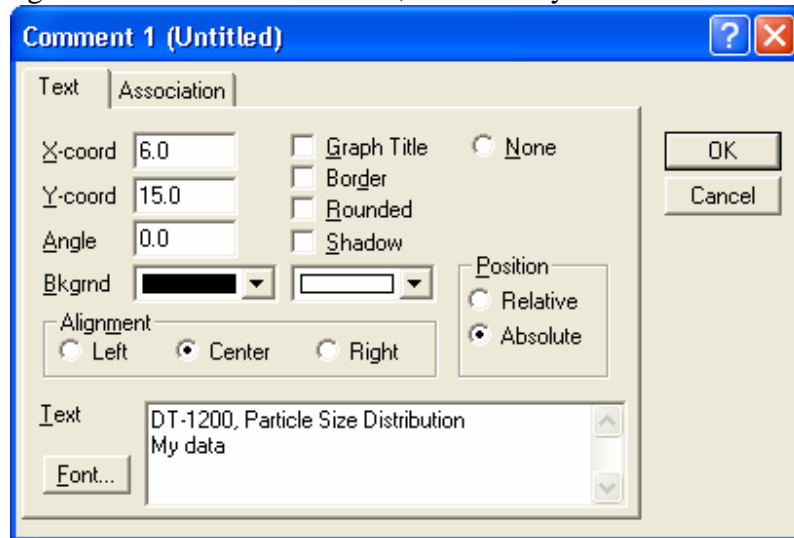 Comment 1 (Untitled)
Text Association
X-coord 6.0 Graph Title None OK
Y-coord 15.0 Border Cancel
Rounded
Angle 0.0 Shadow
Bkgrnd Position
Relative
Alignment Absolute
Left Center Right
Text DT-1200, Particle Size Distribution
My data
Font...